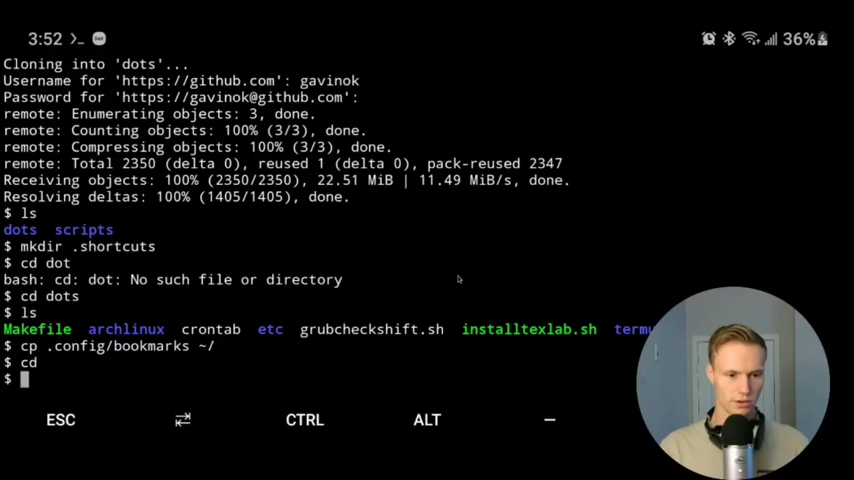 3:52 >_
36%
Cloning into 'dots'...
Username for 'https://github.com': gavinok
Password for 'https://gavinok@github.com':
remote: Enumerating objects: 3, done.
remote: Counting objects: 100% (3/3), done.
remote: Compressing objects: 100% (3/3), done.
remote: Total 2350 (delta 0), reused 1 (delta 0), pack-reused 2347
Receiving objects: 100% (2350/2350), 22.51 MiB | 11.49 MiB/s, done.
Resolving deltas: 100% (1405/1405), done.
$ ls
dots scripts
$ mkdir .shortcuts
$ cd dot
bash: cd: dot: No such file or directory
$ cd dots
$ ls
Makefile archlinux crontab etc grubcheckshift.sh installtexlab.sh termu
$ cp .config/bookmarks ~/
$ cd
$
ESC CTRL ALT —